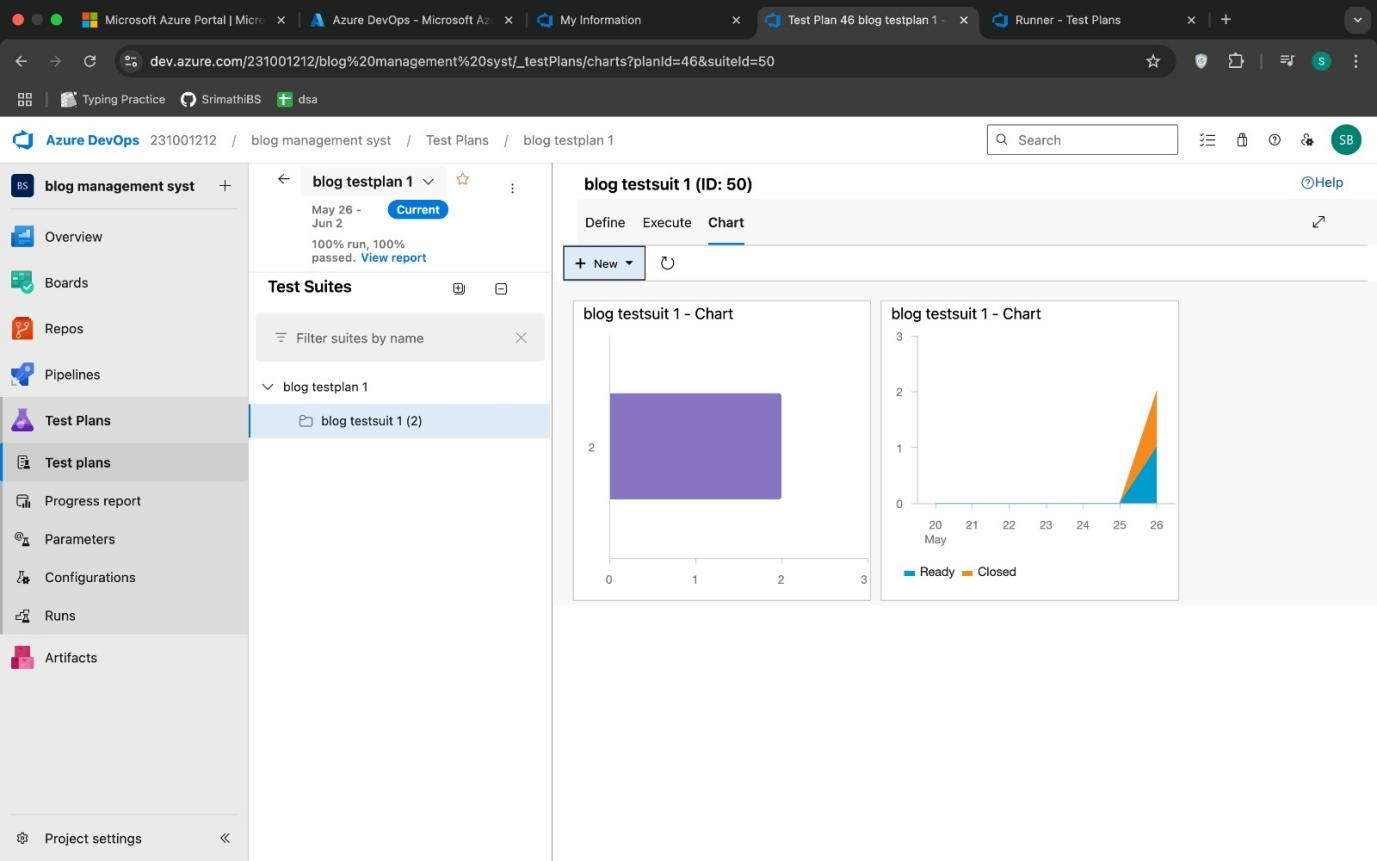 Microsoft Azure Portal | Micro
Azure DevOps - Microsoft Az
My Information
Test Plan 46 blog testplan 1 -
Runner - Test Plans
dev.azure.com/231001212/blog%20management%20syst/_testPlans/charts?planId=46&suiteId=50
S
Typing Practice
SrimathiBS
dsa
Azure DevOps 231001212 / blog management syst / Test Plans / blog testplan 1
Search
SB
BS blog management syst
Overview
Boards
Repos
Pipelines
Test Plans
Test plans
Progress report
Parameters
Configurations
Runs
Artifacts
Project settings
blog testplan 1
May 26 -
Jun 2
Current
100% run, 100%
passed. View report
Test Suites
Filter suites by name
blog testplan 1
blog testsuit 1 (2)
blog testsuit 1 (ID: 50)
Help
Define Execute Chart
+ New
blog testsuit 1 - Chart
2
0 1 2 3
blog testsuit 1 - Chart
3
2
1
0
20 21 22 23 24 25 26
May
Ready Closed